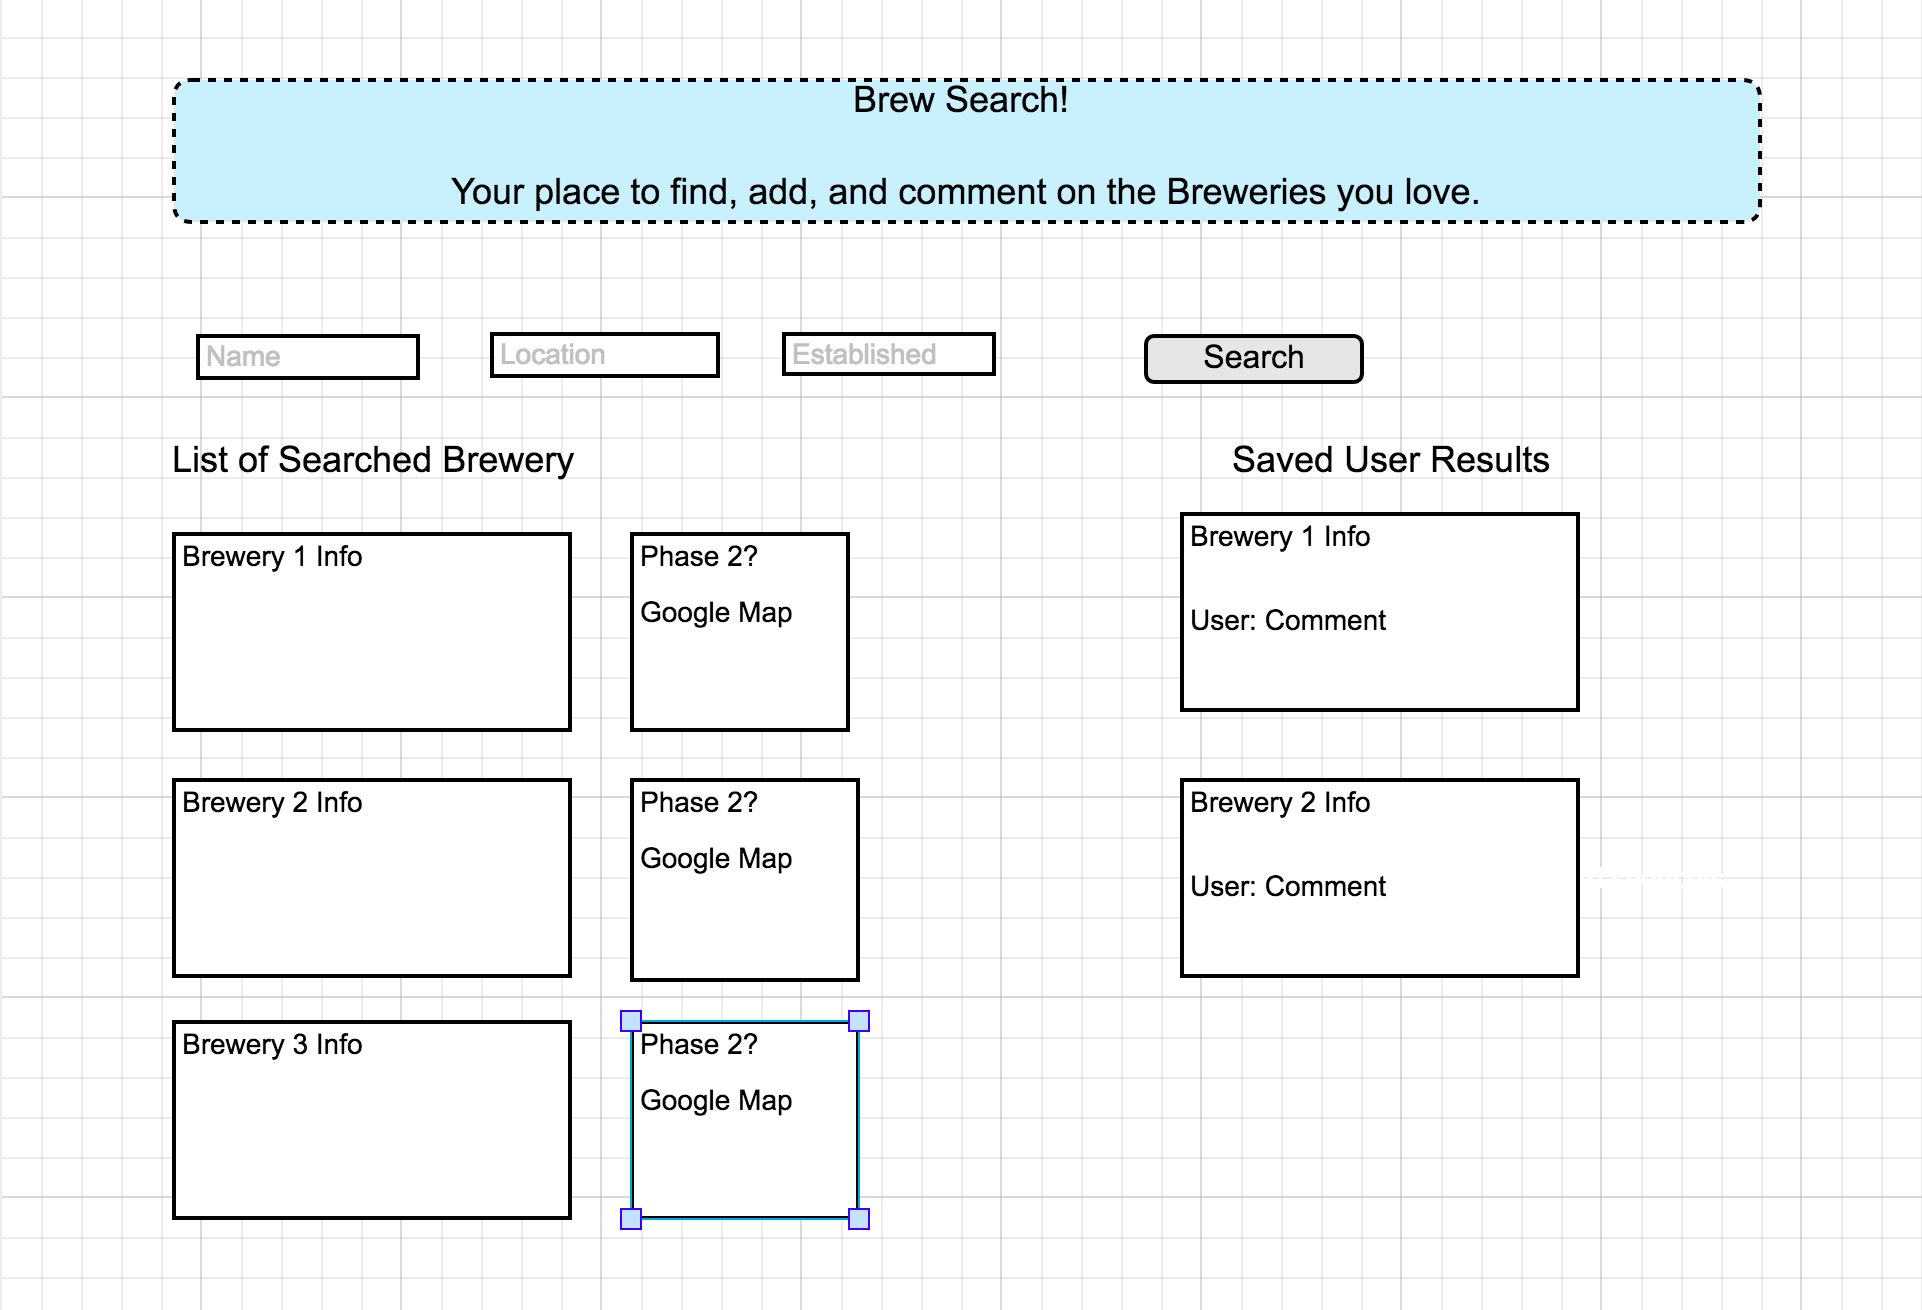 Brew Search!
Your place to find, add, and comment on the Breweries you love.
Name
Location
Established
Search
List of Searched Brewery
Brewery 1 Info
Phase 2?
Google Map
Brewery 2 Info
Phase 2?
Google Map
Brewery 3 Info
Phase 2?
Google Map
Saved User Results
Brewery 1 Info
User: Comment
Brewery 2 Info
User: Comment